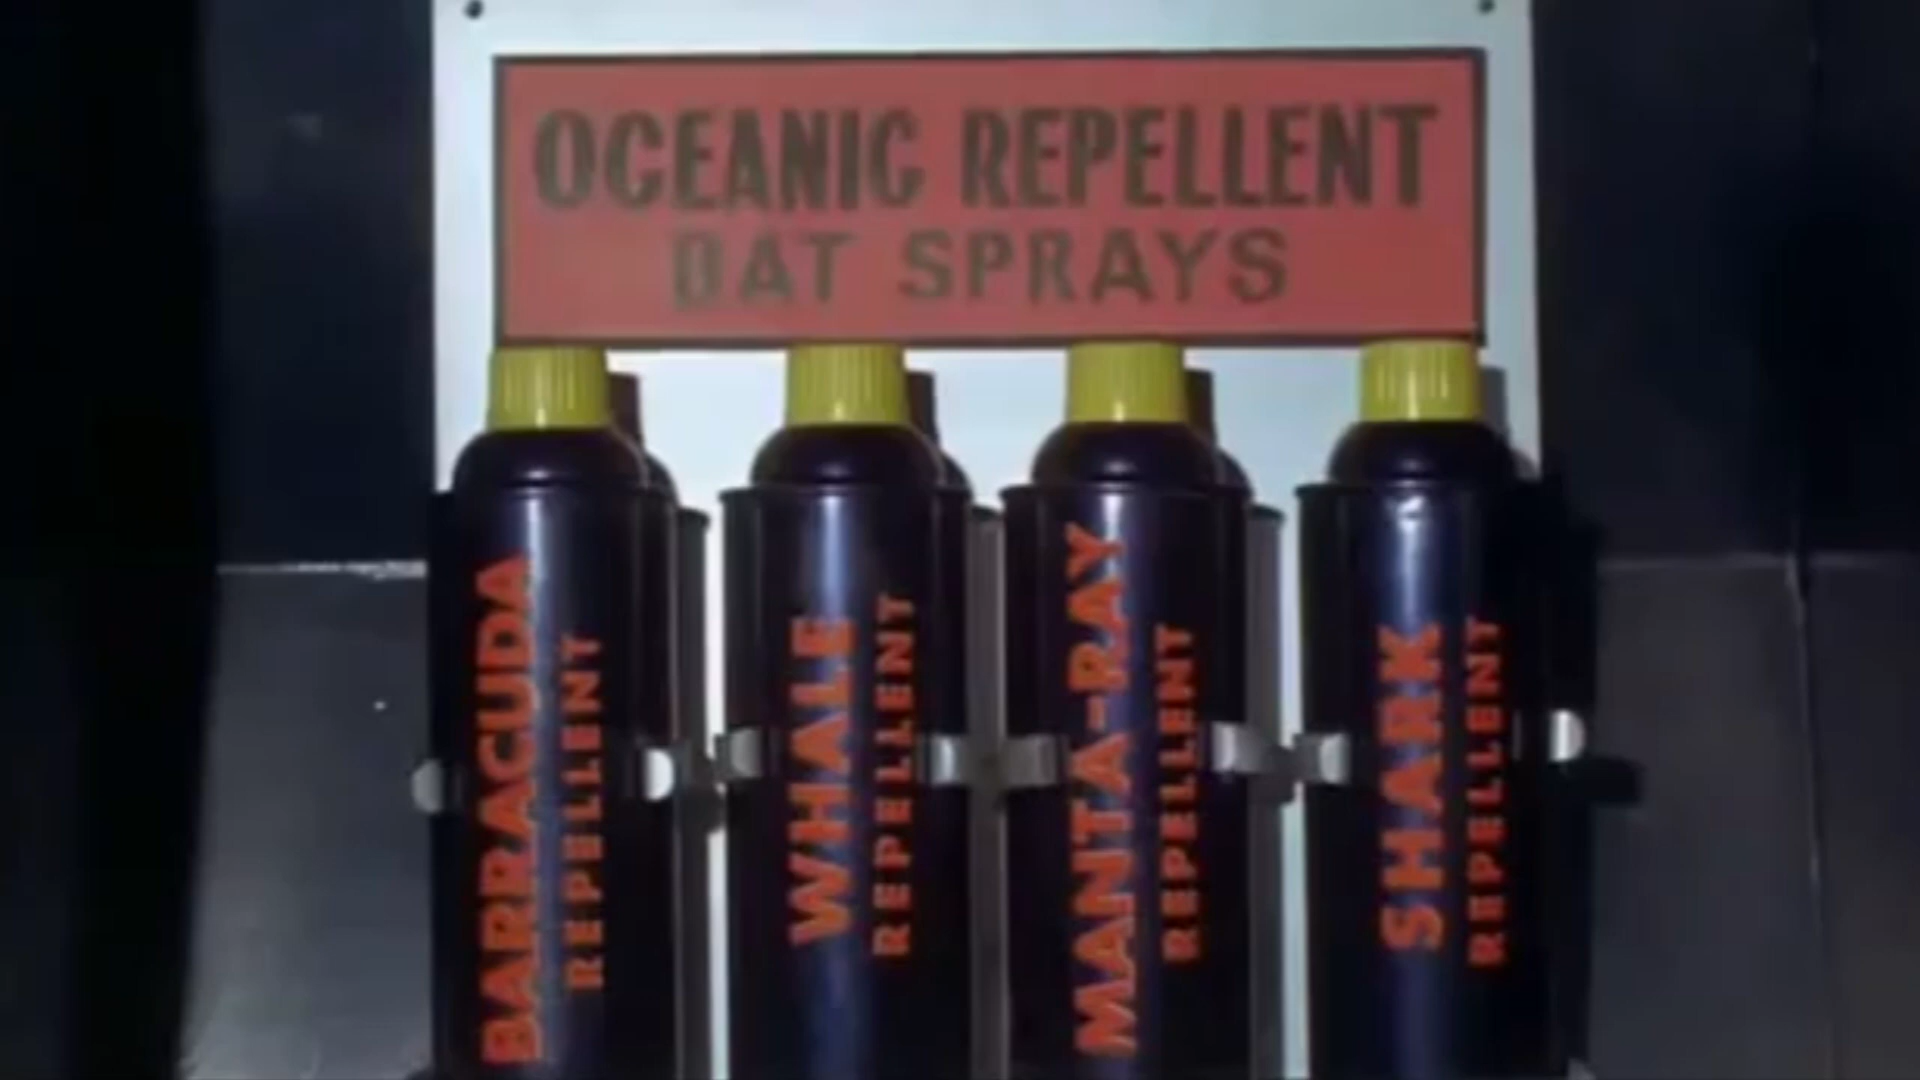 OCEANIC REPELLENT
BAT SPRAYS
BARRACUDA
REPELLENT
WHALE
REPELLENT
MANTA-RAY
REPELLENT
SHARK
REPELLENT